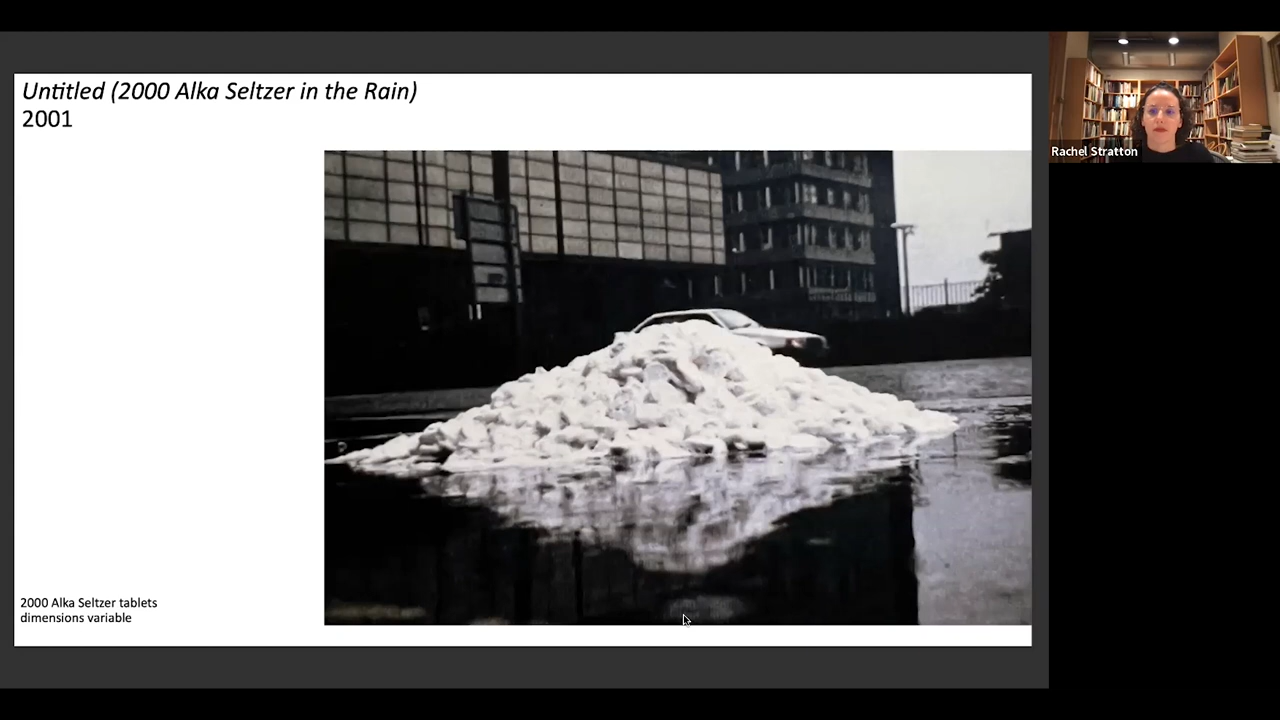 Untitled (2000 Alka Seltzer in the Rain)
2001
Rachel Stratton
2000 Alka Seltzer tablets
dimensions variable